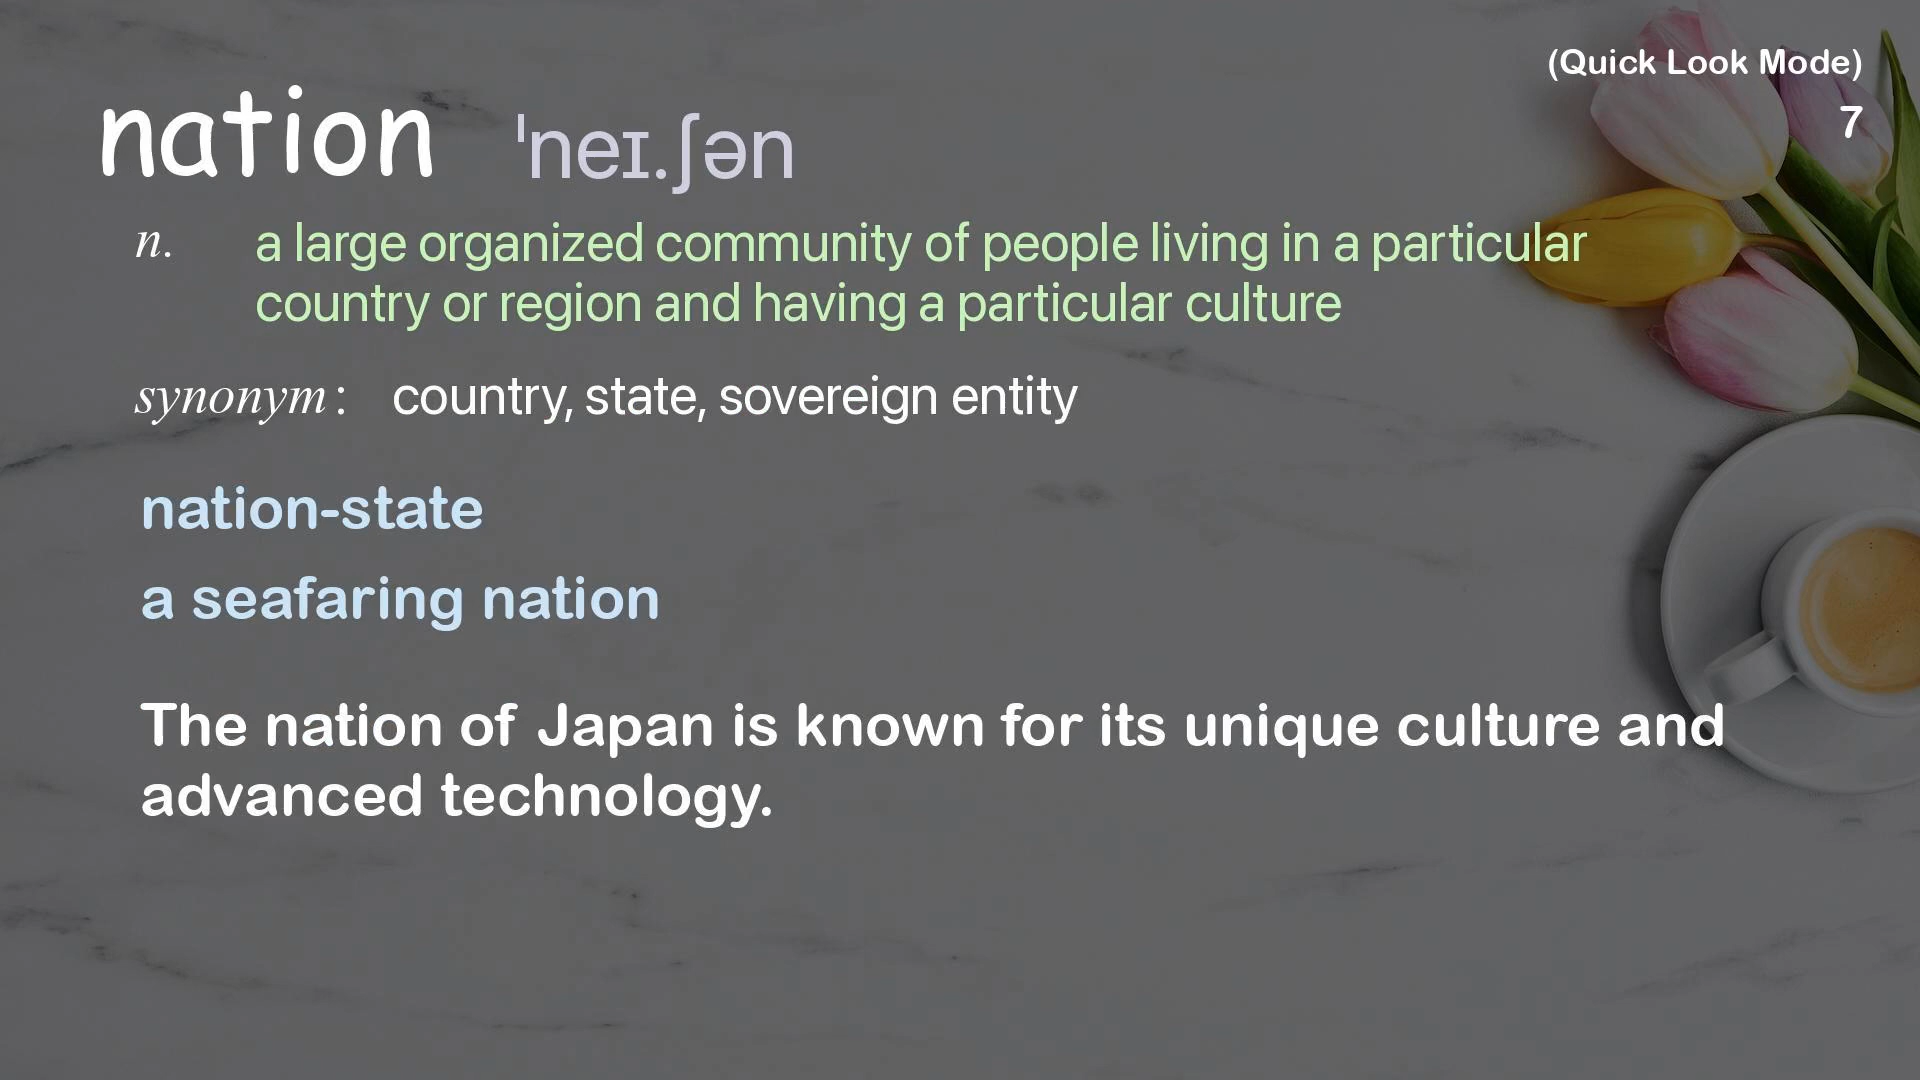 (Quick Look Mode)
7
nation ˈneɪ.ʃən
n. a large organized community of people living in a particular
country or region and having a particular culture
synonym: country, state, sovereign entity
nation-state
a seafaring nation
The nation of Japan is known for its unique culture and
advanced technology.